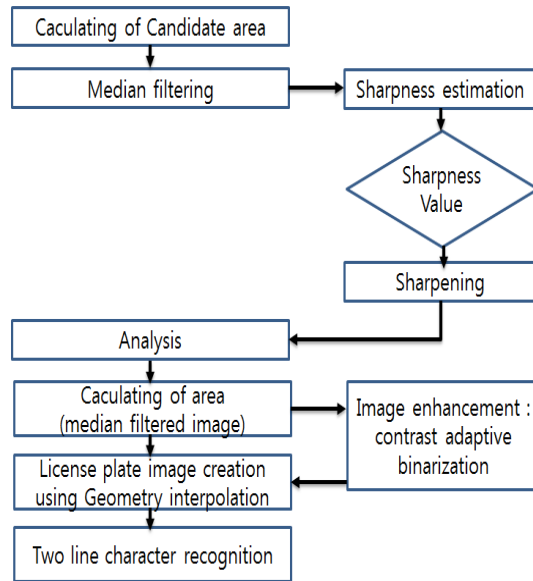 Caculating of Candidate area
Median filtering
Sharpness estimation
Sharpness
Value
Sharpening
Analysis
Caculating of area
(median filtered image)
Image enhancement :
contrast adaptive
binarization
License plate image creation
using Geometry interpolation
Two line character recognition